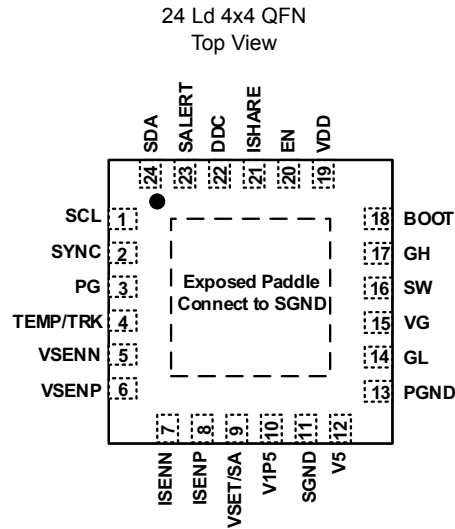 24 Ld 4x4 QFN
Top View
SDA
SALERT
DDC
ISHARE
EN
VDD
24
23
22
21
20
19
SCL 1
SYNC 2
PG 3
TEMP/TRK 4
VSENN 5
VSENP 6
Exposed Paddle
Connect to SGND
18 BOOT
17 GH
16 SW
15 VG
14 GL
13 PGND
7
8
9
10
11
12
ISENN
ISENP
VSET/SA
V1P5
SGND
V5